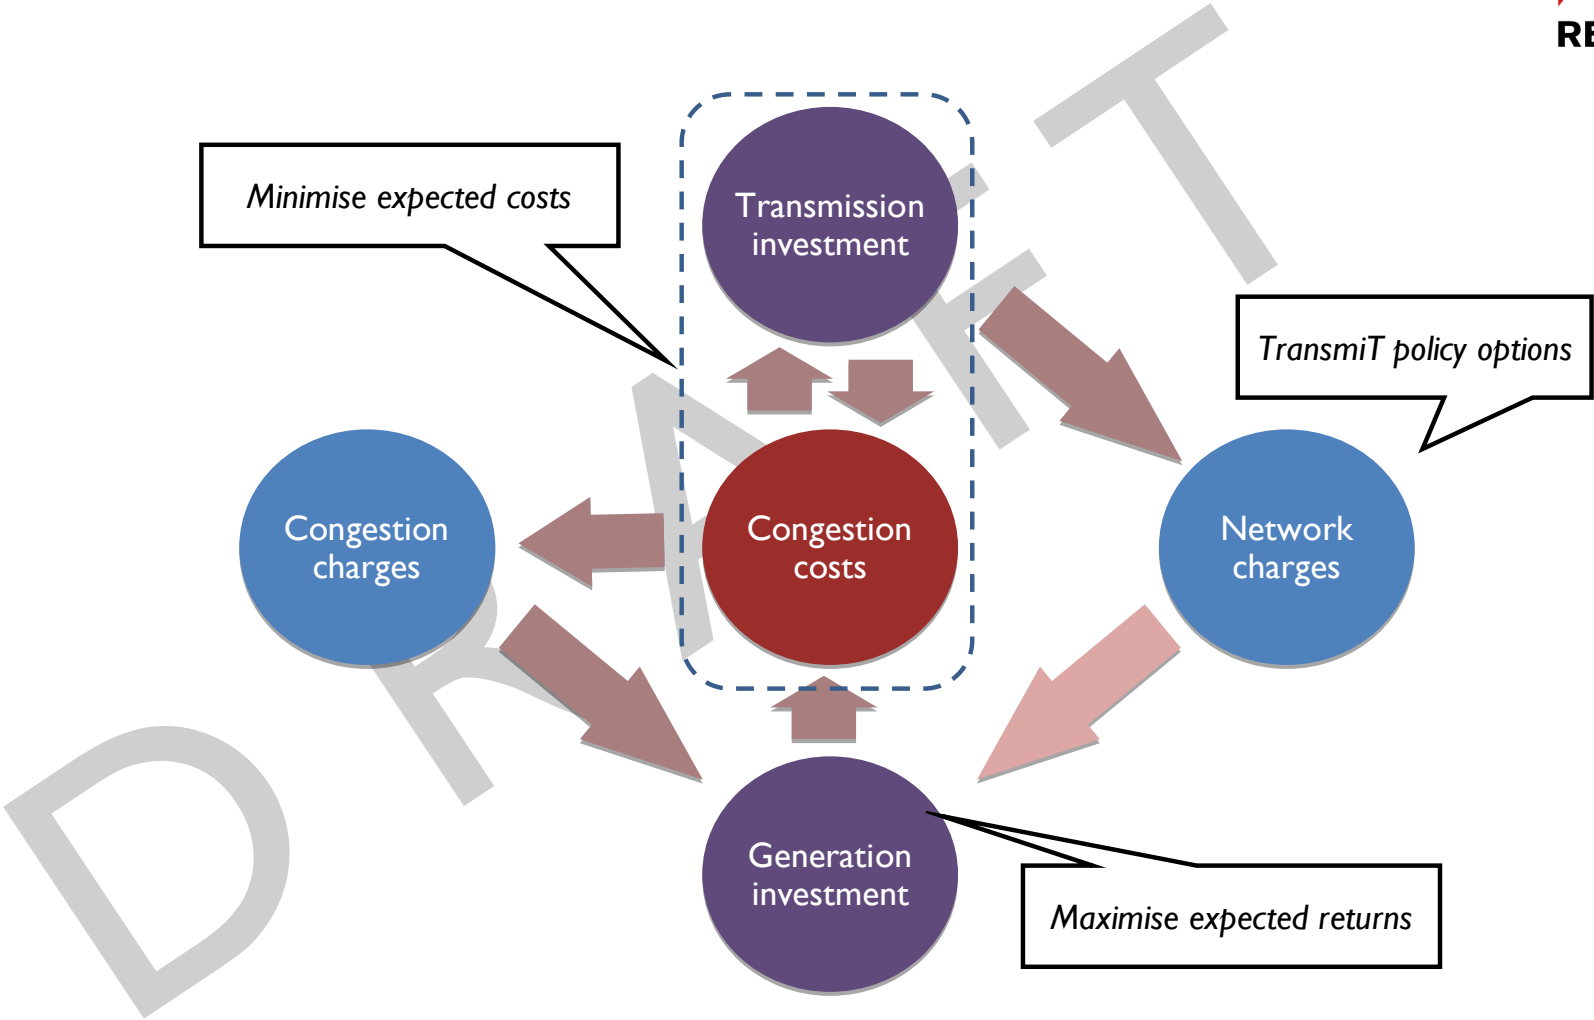 RE
Minimise expected costs
Transmission
investment
TransmiT policy options
Congestion
charges
Congestion
costs
Network
charges
Generation
investment
Maximise expected returns
DRAFT